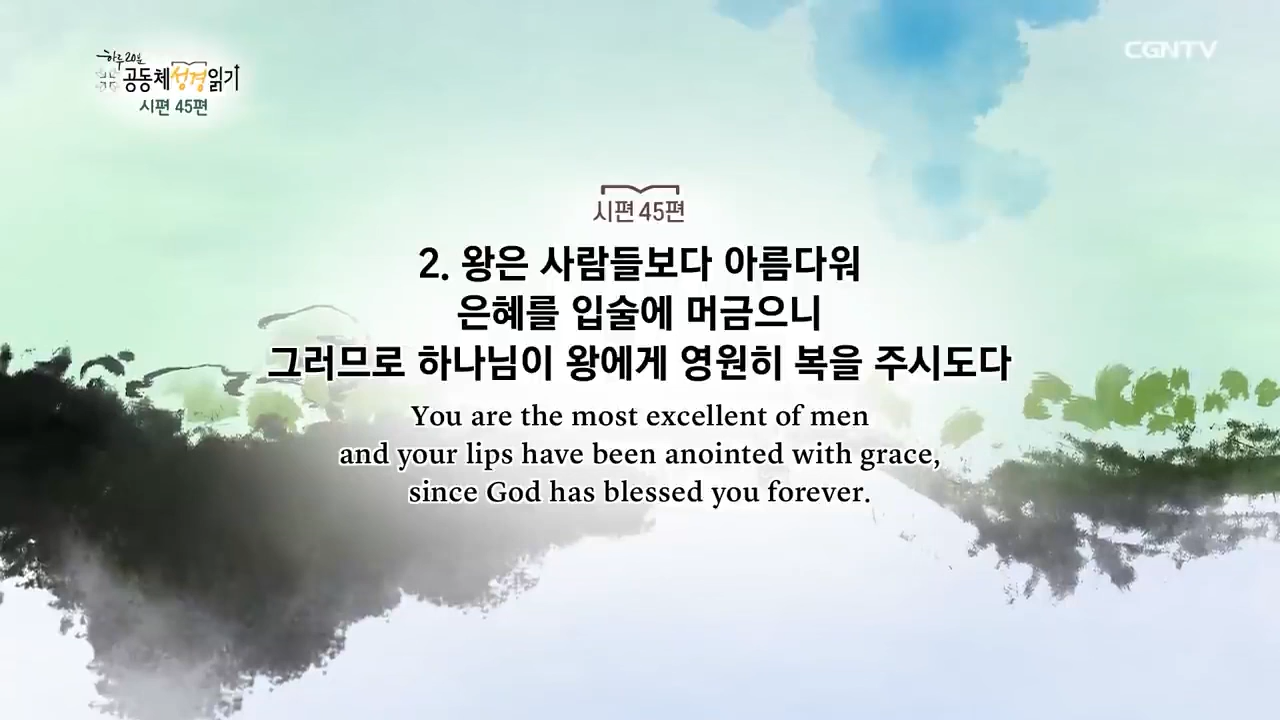 하루 20분
공동체성경읽기
시편 45편
CGNTV
시편 45편
2. 왕은 사람들보다 아름다워
은혜를 입술에 머금으니
그러므로 하나님이 왕에게 영원히 복을 주시도다
You are the most excellent of men
and your lips have been anointed with grace,
since God has blessed you forever.